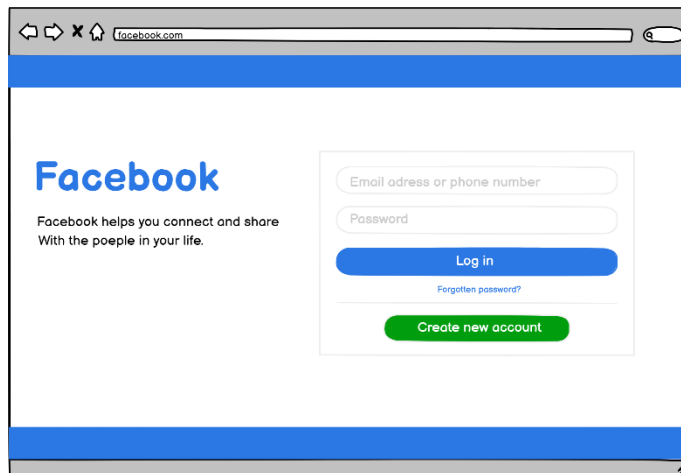 facebook.com
Facebook
Facebook helps you connect and share
With the poeple in your life.
Email adress or phone number
Password
Log in
Forgotten password?
Create new account